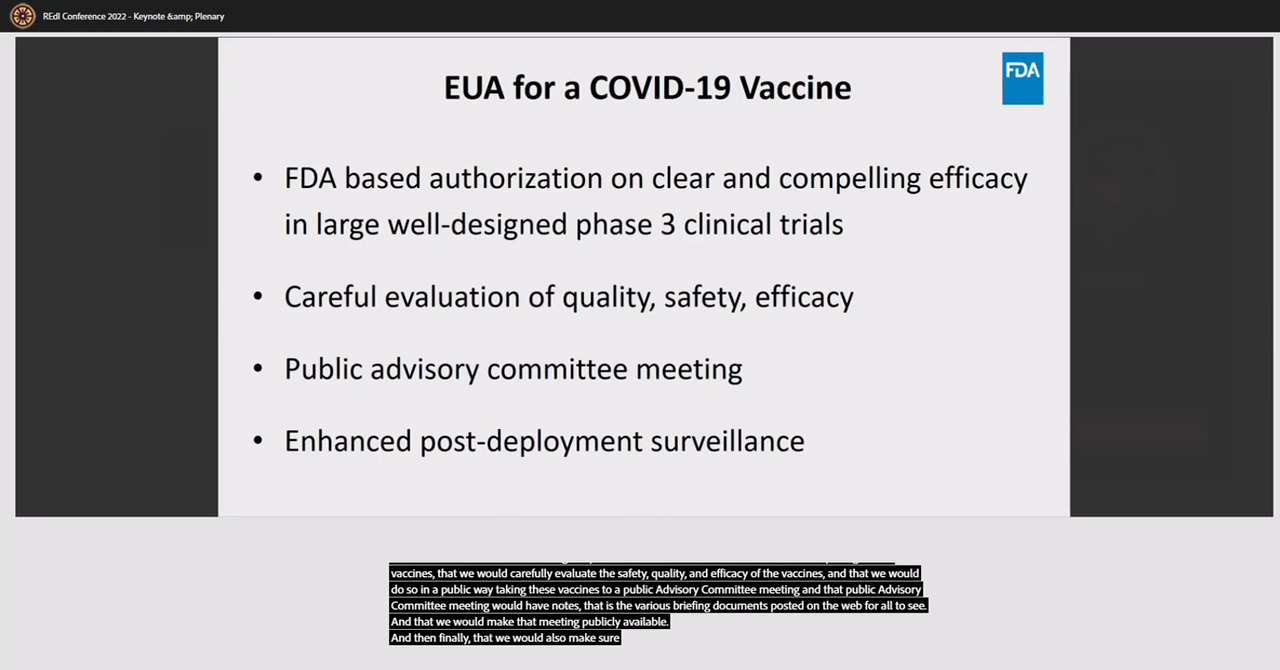 REdI Conference 2022 - Keynote &amp; Plenary
EUA for a COVID-19 Vaccine
FDA
• FDA based authorization on clear and compelling efficacy
in large well-designed phase 3 clinical trials
• Careful evaluation of quality, safety, efficacy
• Public advisory committee meeting
• Enhanced post-deployment surveillance
vaccines, that we would carefully evaluate the safety, quality, and efficacy of the vaccines, and that we would
do so in a public way taking these vaccines to a public Advisory Committee meeting and that public Advisory
Committee meeting would have notes, that is the various briefing documents posted on the web for all to see.
And that we would make that meeting publicly available.
And then finally, that we would also make sure